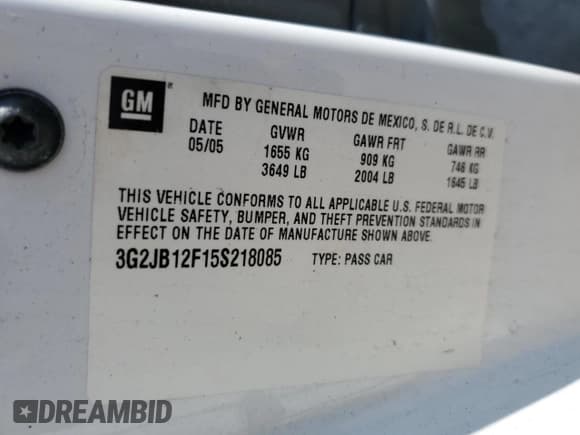 GM ®
MFD BY GENERAL MOTORS DE MEXICO, S. DE R.L. DE C.V.
DATE GVWR GAWR FRT GAWR RR
05/05 1655 KG 909 KG 746 KG
3649 LB 2004 LB 1645 LB
THIS VEHICLE CONFORMS TO ALL APPLICABLE U.S. FEDERAL MOTOR
VEHICLE SAFETY, BUMPER, AND THEFT PREVENTION STANDARDS IN
EFFECT ON THE DATE OF MANUFACTURE SHOWN ABOVE.
3G2JB12F15S218085 TYPE: PASS CAR
DREAMBID